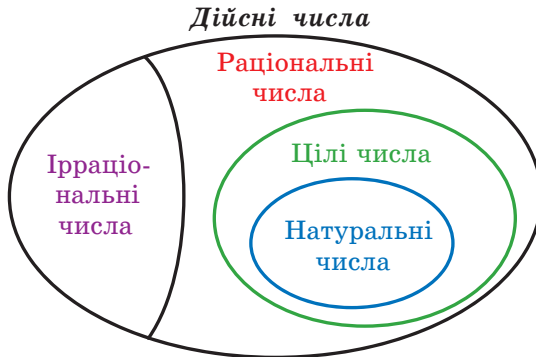 Дійсні числа
Раціональні
числа
Ірраціо-
нальні
числа
Цілі числа
Натуральні
числа